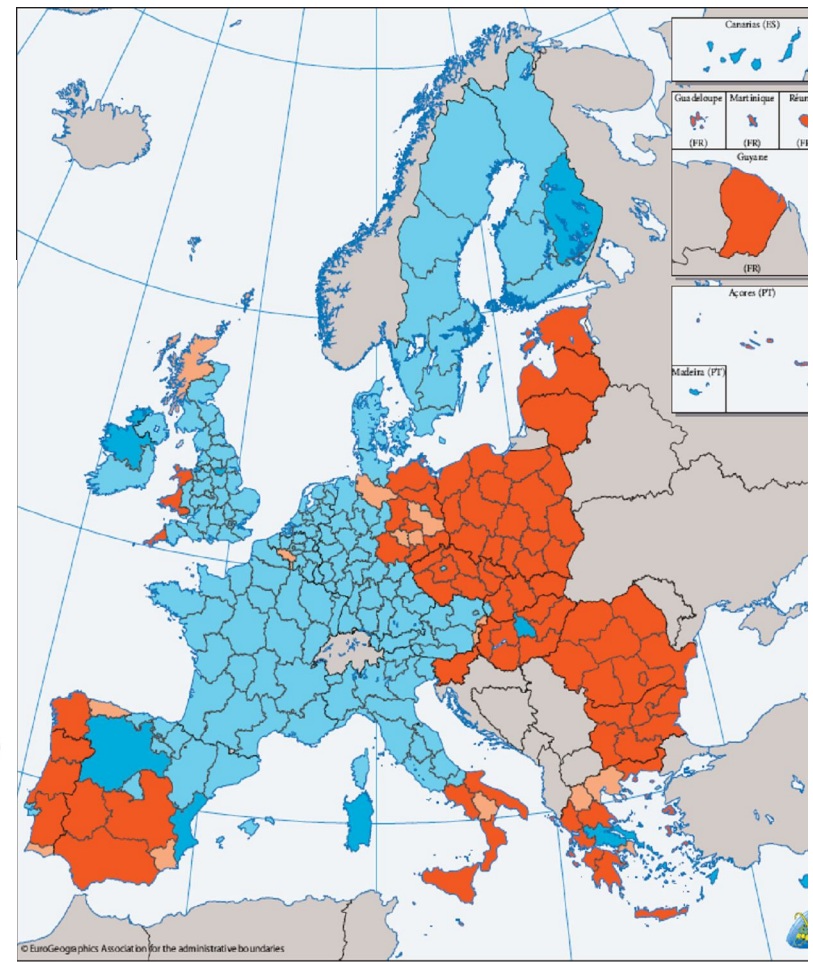 Canarias (ES)
Guadeloupe
Martinique
(FR)
(FR)
Guyane
(FR)
Açores (PT)
Madeira (PT)
© EuroGeographics Association for the administrative boundaries